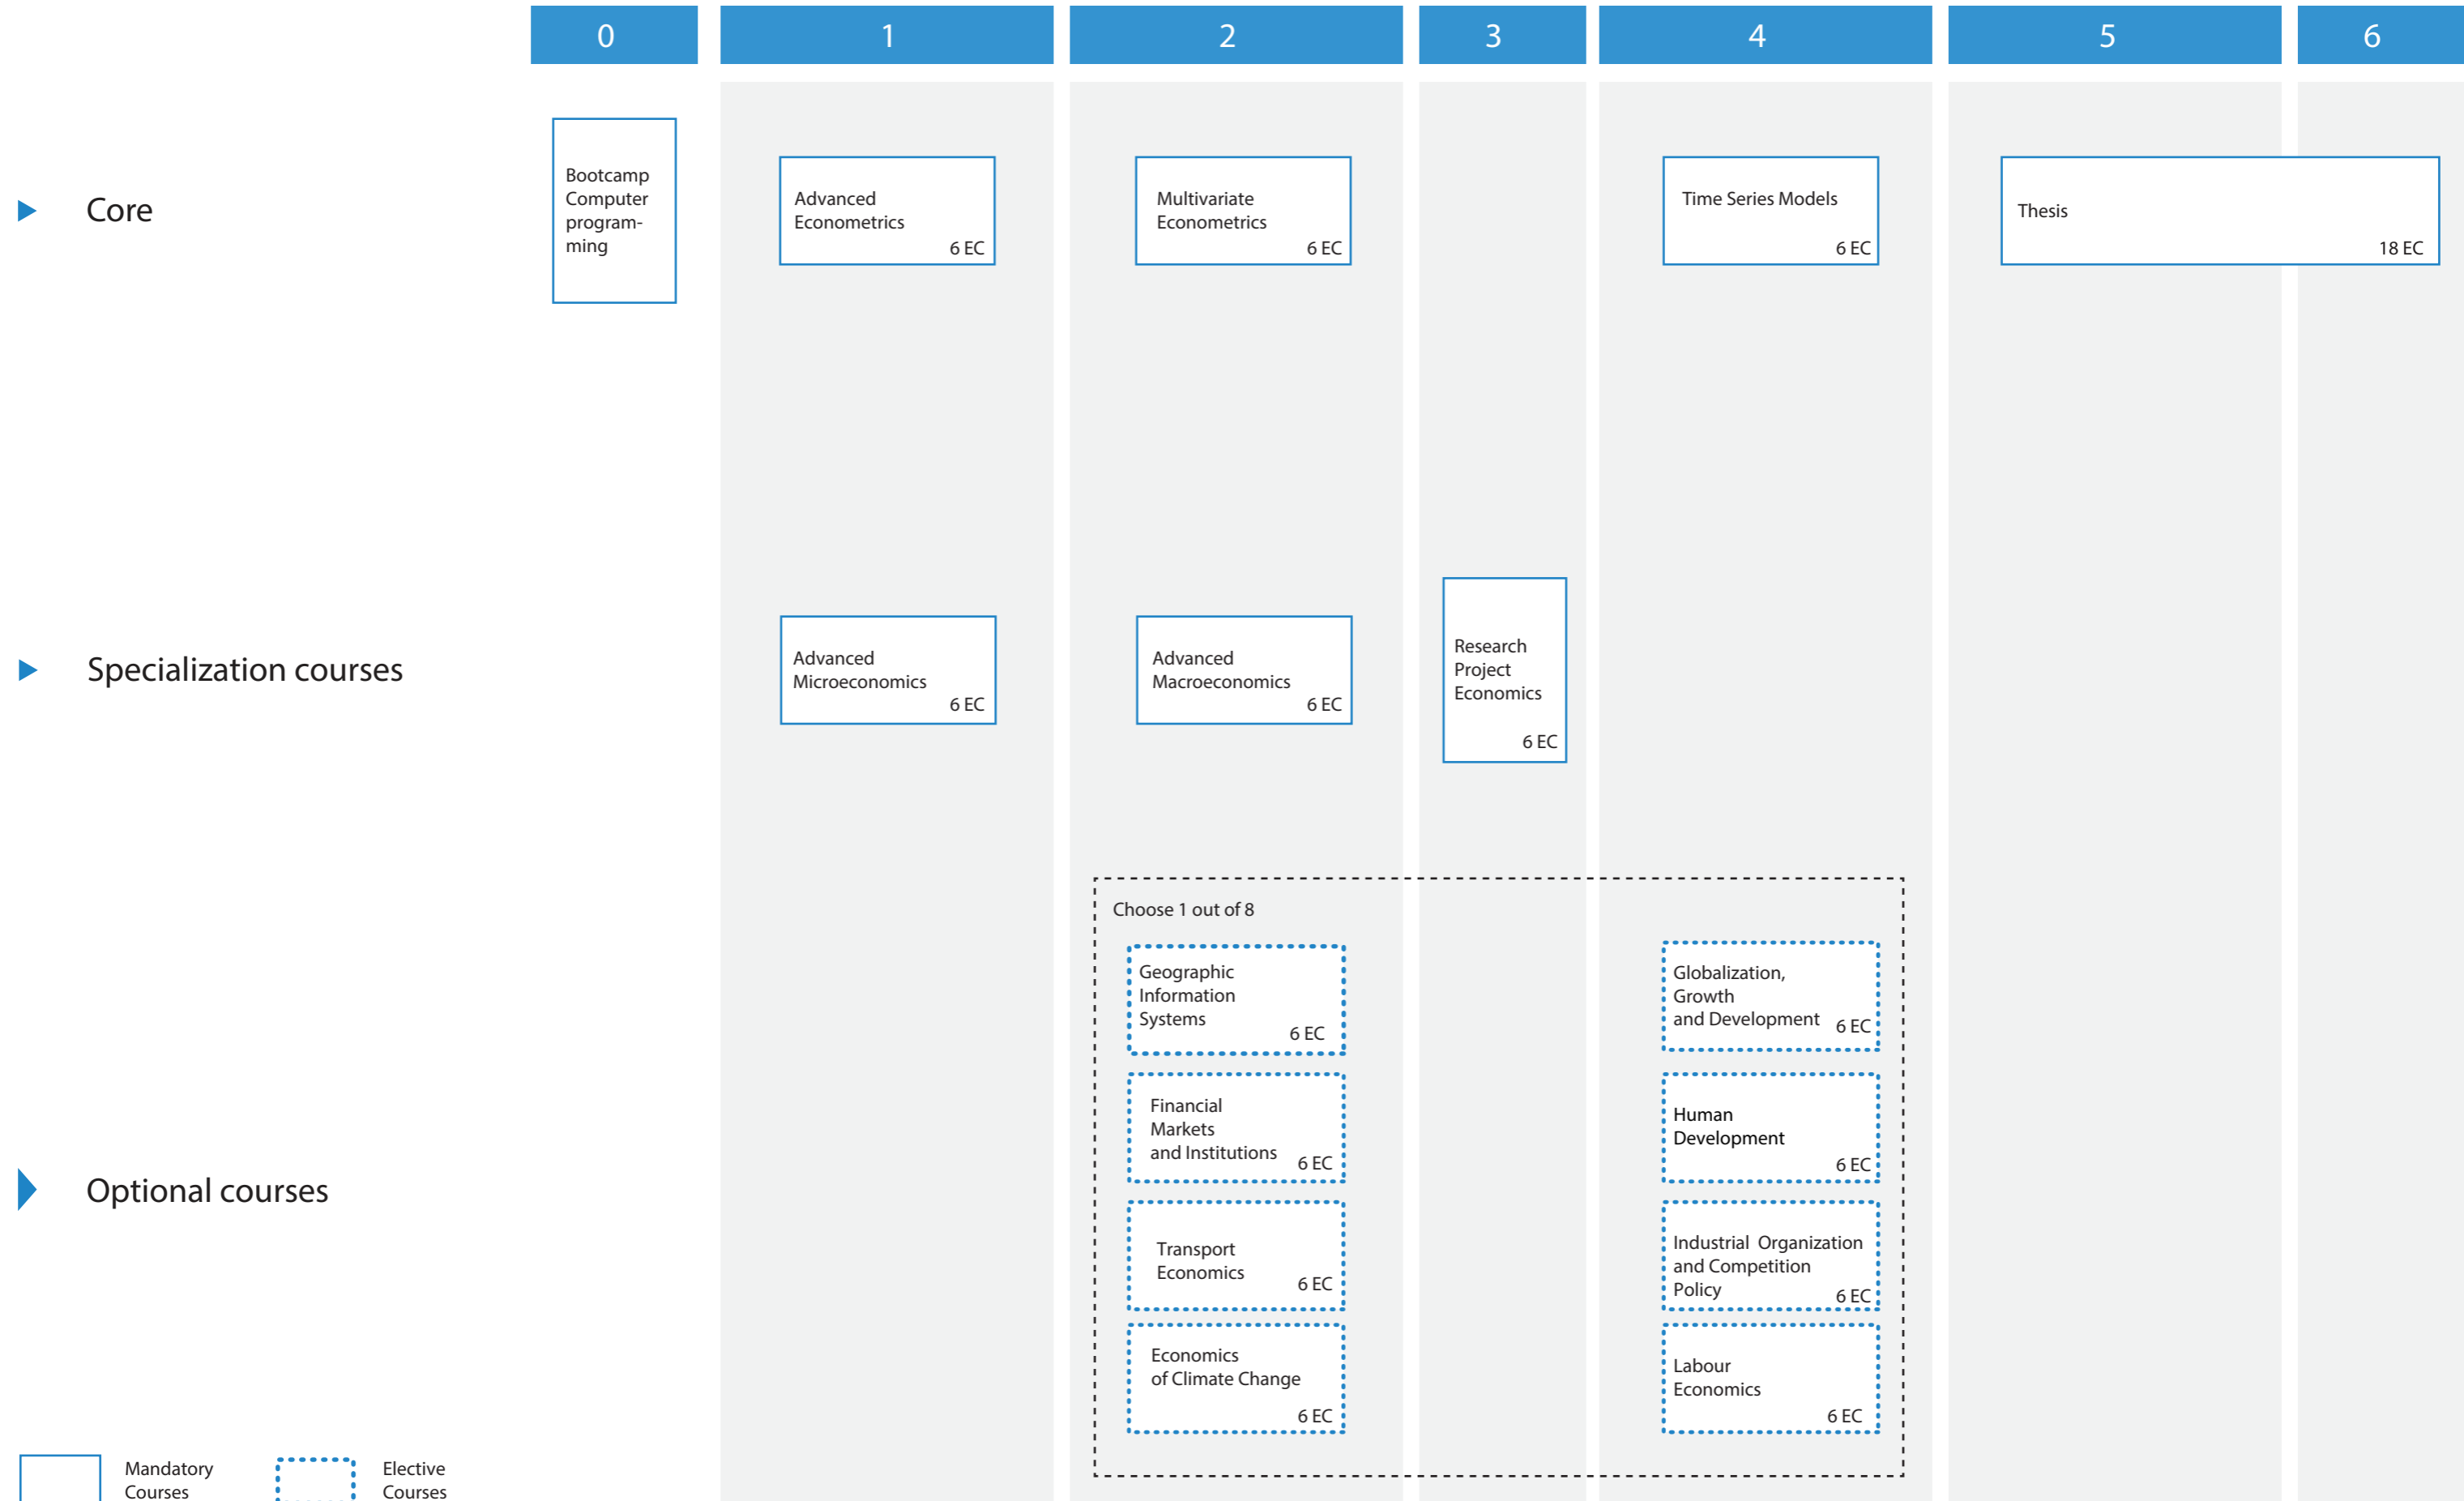 0
1
2
3
4
5
6
Core
Bootcamp
Computer
program-
ming
Advanced
Econometrics
6 EC
Multivariate
Econometrics
6 EC
Time Series Models
6 EC
Thesis
18 EC
Specialization courses
Advanced
Microeconomics
6 EC
Advanced
Macroeconomics
6 EC
Research
Project
Economics
6 EC
Optional courses
Choose 1 out of 8
Geographic
Information
Systems
6 EC
Globalization,
Growth
and Development
6 EC
Financial
Markets
and Institutions
6 EC
Human
Development
6 EC
Transport
Economics
6 EC
Industrial Organization
and Competition
Policy
6 EC
Economics
of Climate Change
6 EC
Labour
Economics
6 EC
Mandatory
Courses
Elective
Courses